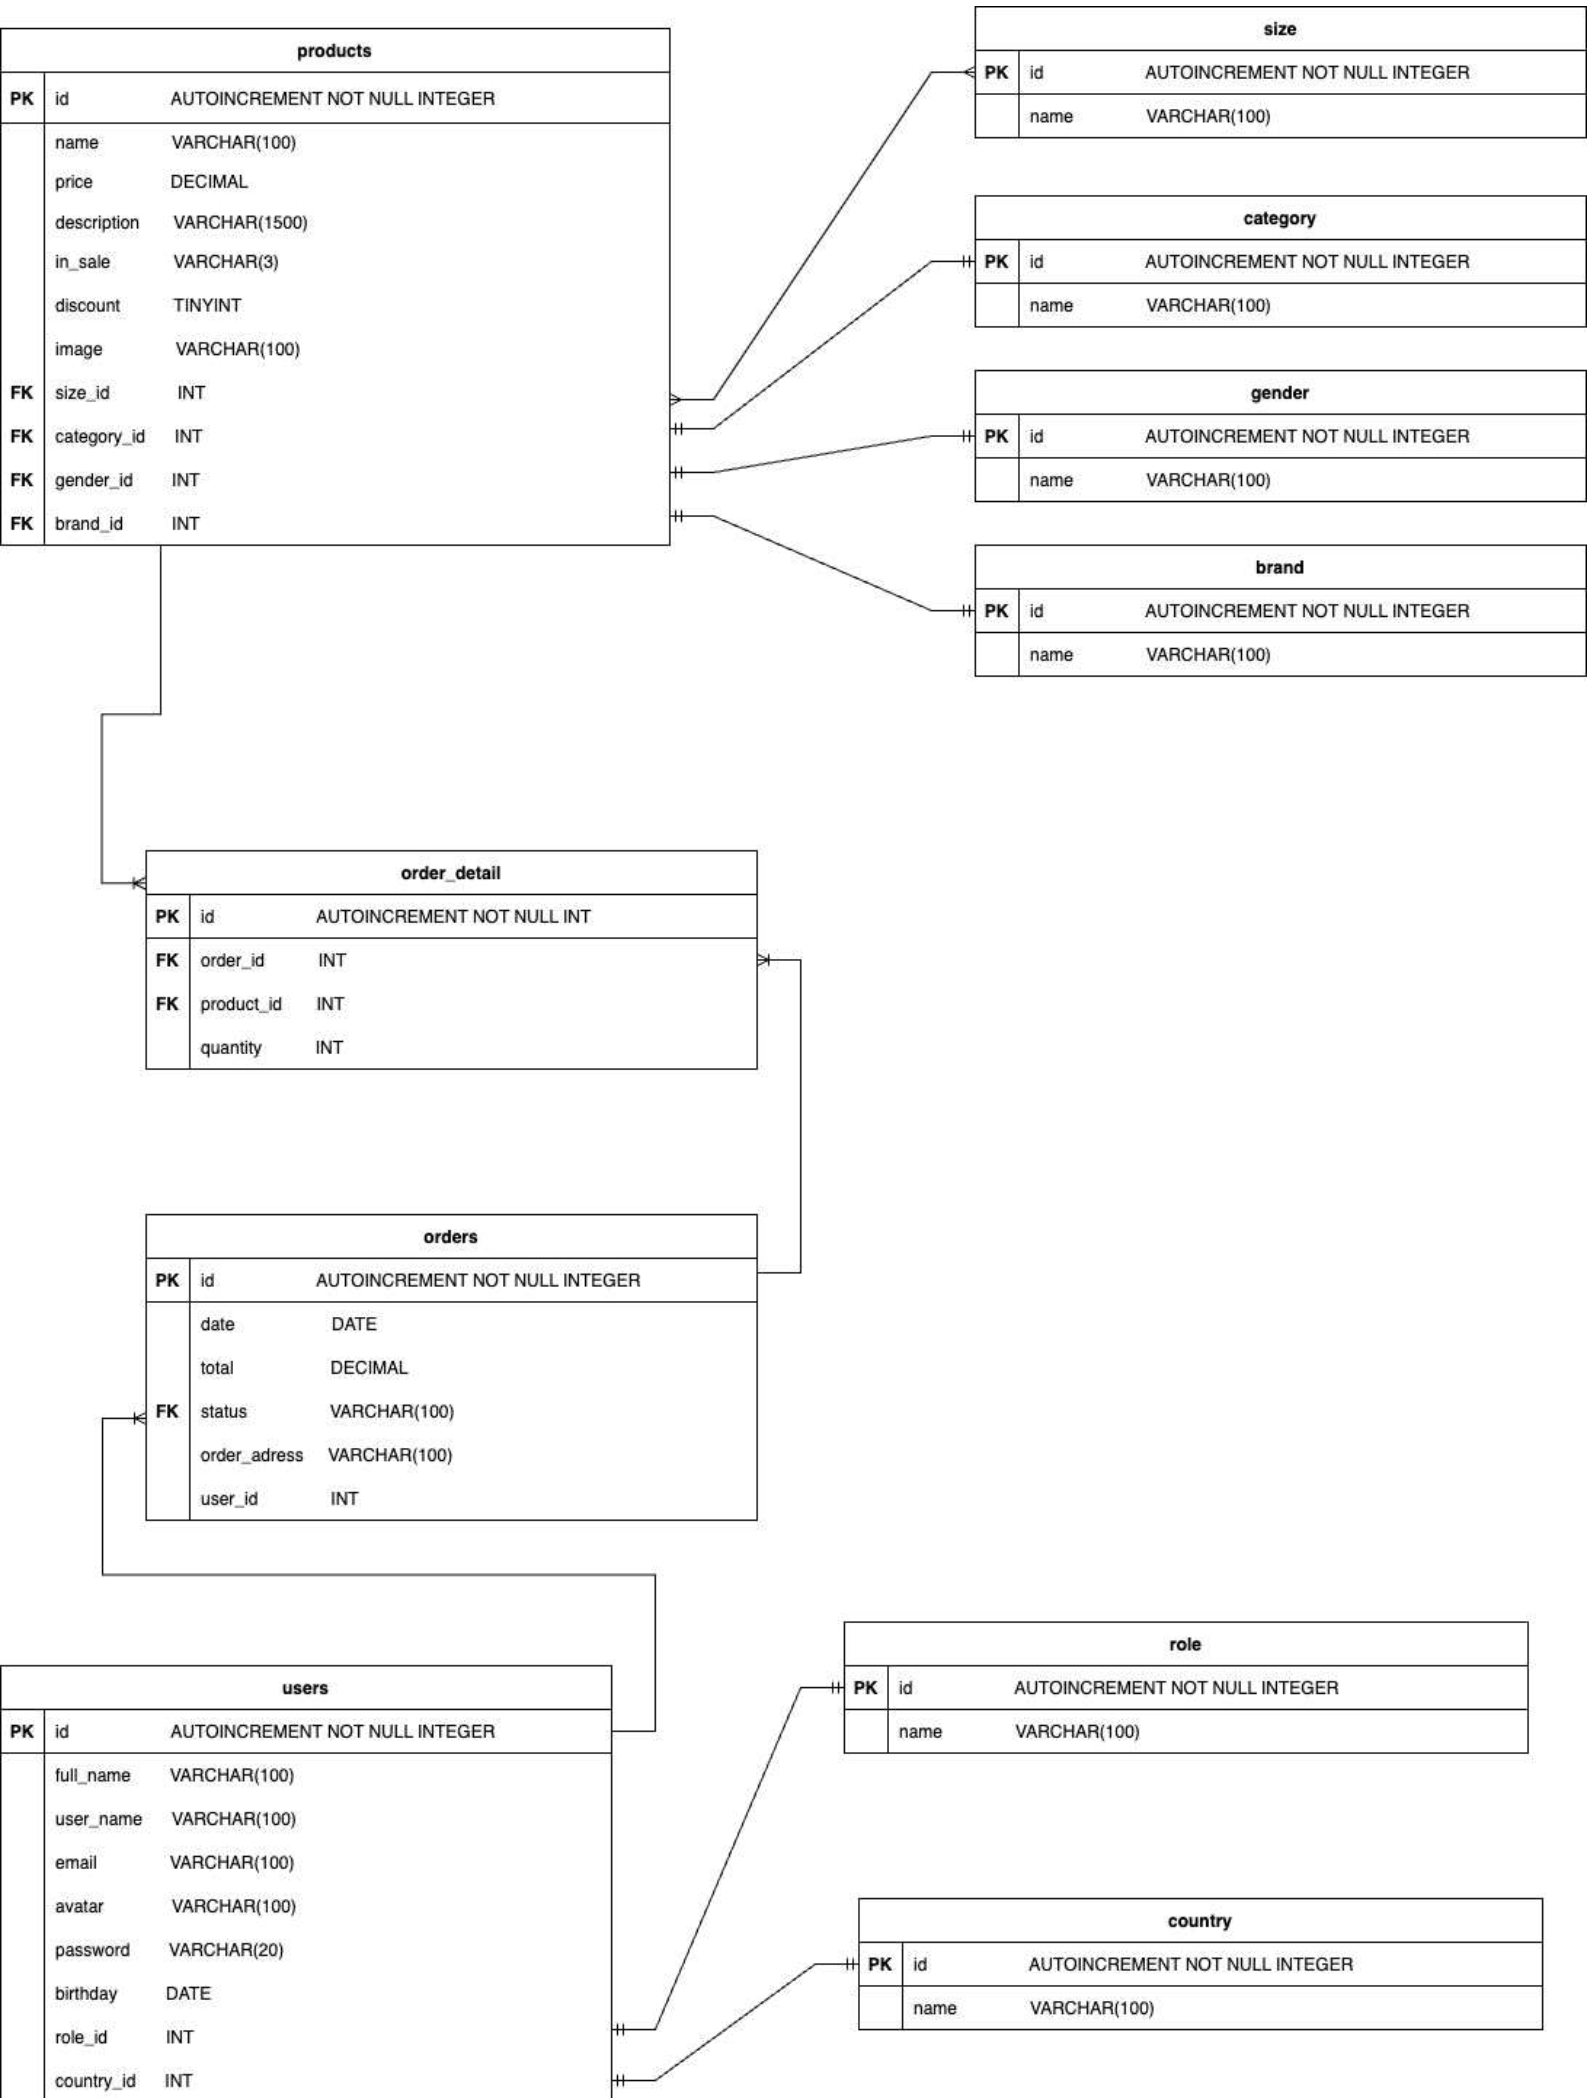 products
PK id AUTOINCREMENT NOT NULL INTEGER
name VARCHAR(100)
price DECIMAL
description VARCHAR(1500)
in_sale VARCHAR(3)
discount TINYINT
image VARCHAR(100)
FK size_id INT
FK category_id INT
FK gender_id INT
FK brand_id INT
size
PK id AUTOINCREMENT NOT NULL INTEGER
name VARCHAR(100)
category
PK id AUTOINCREMENT NOT NULL INTEGER
name VARCHAR(100)
gender
PK id AUTOINCREMENT NOT NULL INTEGER
name VARCHAR(100)
brand
PK id AUTOINCREMENT NOT NULL INTEGER
name VARCHAR(100)
order_detail
PK id AUTOINCREMENT NOT NULL INT
FK order_id INT
FK product_id INT
quantity INT
orders
PK id AUTOINCREMENT NOT NULL INTEGER
date DATE
total DECIMAL
FK status VARCHAR(100)
order_adress VARCHAR(100)
user_id INT
users
PK id AUTOINCREMENT NOT NULL INTEGER
full_name VARCHAR(100)
user_name VARCHAR(100)
email VARCHAR(100)
avatar VARCHAR(100)
password VARCHAR(20)
birthday DATE
role_id INT
country_id INT
role
PK id AUTOINCREMENT NOT NULL INTEGER
name VARCHAR(100)
country
PK id AUTOINCREMENT NOT NULL INTEGER
name VARCHAR(100)